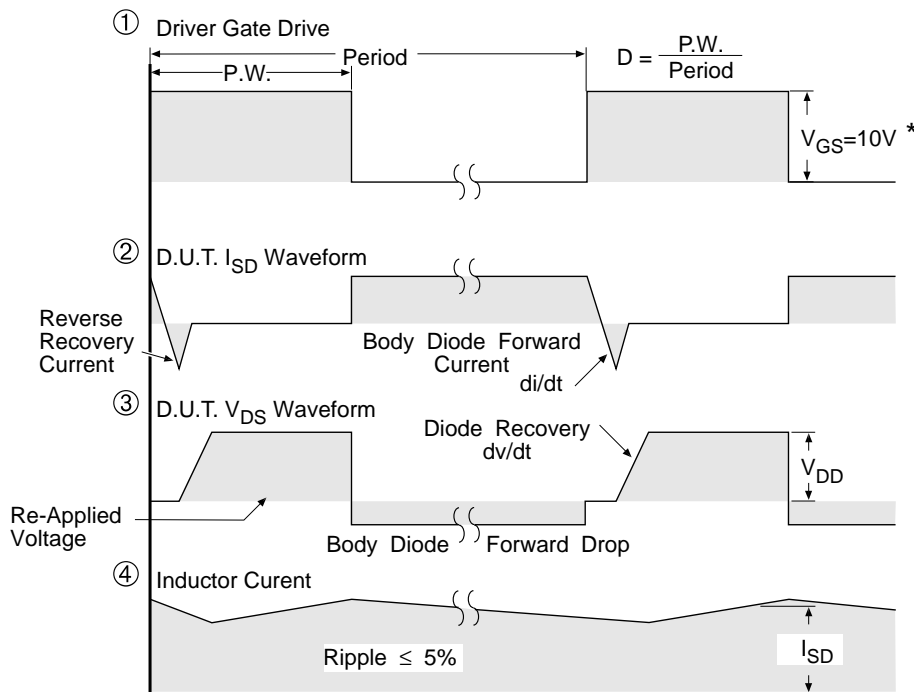 ① Driver Gate Drive
Period
P.W.
D = P.W.
Period
V_GS=10V *
② D.U.T. I_SD Waveform
Reverse
Recovery
Current
Body Diode Forward
Current
di/dt
③ D.U.T. V_DS Waveform
Diode Recovery
dv/dt
V_DD
Re-Applied
Voltage
Body Diode Forward Drop
④ Inductor Curent
Ripple ≤ 5%
I_SD